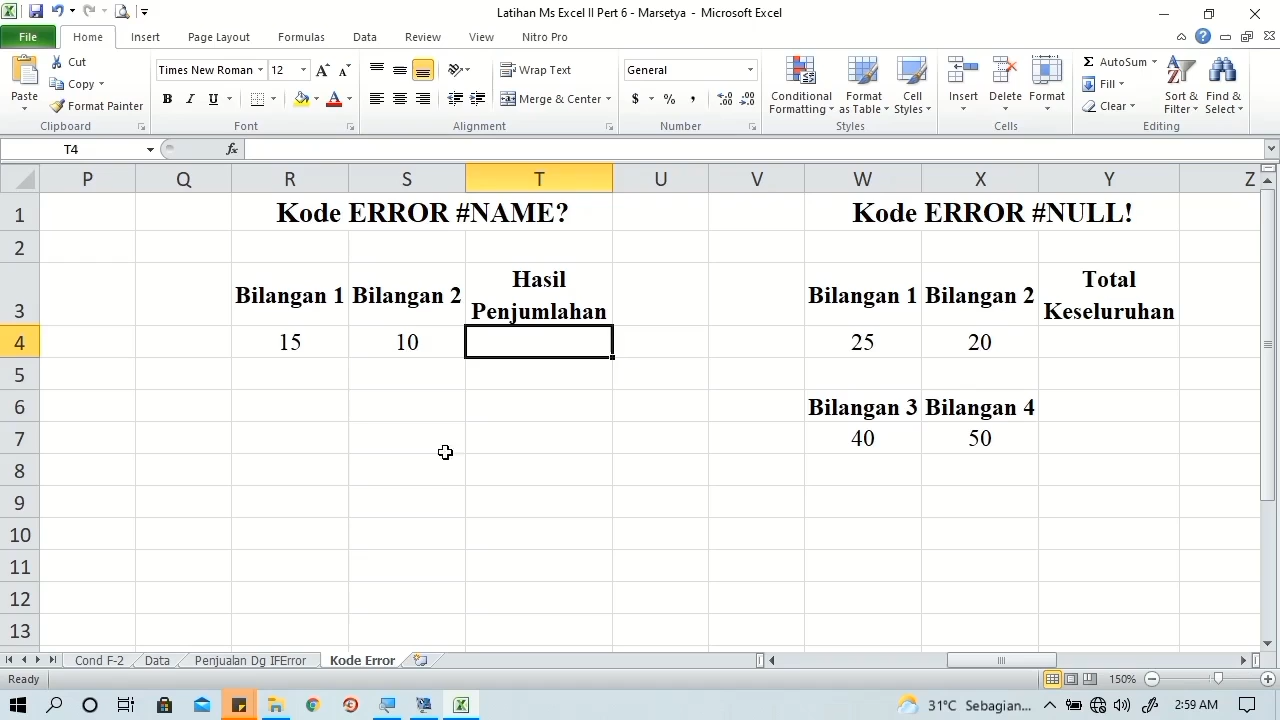 Latihan Ms Excel II Pert 6 - Marsetya - Microsoft Excel
File Home Insert Page Layout Formulas Data Review View Nitro Pro
Paste
Cut
Copy
Format Painter
Clipboard
Times New Roman 12
B I U
Font
Wrap Text
Merge & Center
Alignment
General
$ % ,
Number
Conditional Formatting
Format as Table
Cell Styles
Styles
Insert Delete Format
Cells
AutoSum
Fill
Clear
Sort & Filter
Find & Select
Editing
T4 fx
P Q R S T U V W X Y Z
1 Kode ERROR #NAME? Kode ERROR #NULL!
2
3 Bilangan 1 Bilangan 2 Hasil Penjumlahan Bilangan 1 Bilangan 2 Total Keseluruhan
4 15 10 25 20
5
6 Bilangan 3 Bilangan 4
7 40 50
8
9
10
11
12
13
Cond F-2 Data Penjualan Dg IFError Kode Error
Ready 150%
31°C Sebagian... 2:59 AM